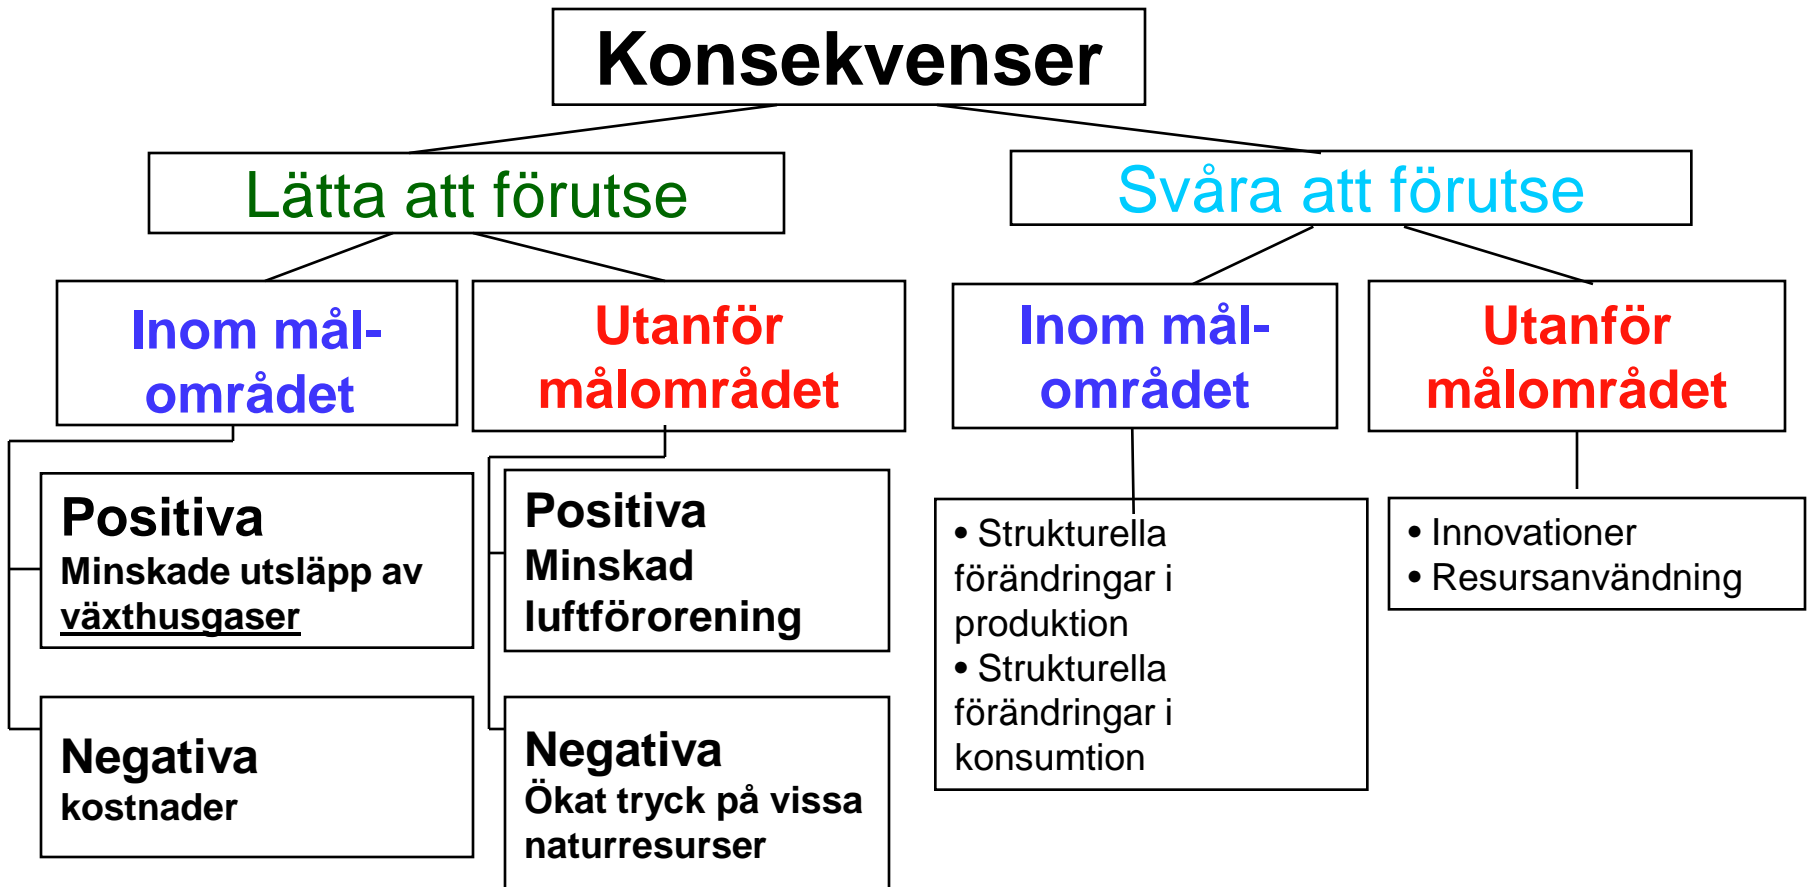 Konsekvenser
Lätta att förutse
Svåra att förutse
Inom mål-
området
Utanför
målområdet
Inom mål-
området
Utanför
målområdet
Positiva
Minskade utsläpp av
växthusgaser
Positiva
Minskad
luftförorening
• Strukturella
förändringar i
produktion
• Strukturella
förändringar i
konsumtion
• Innovationer
• Resursanvändning
Negativa
kostnader
Negativa
Ökat tryck på vissa
naturresurser